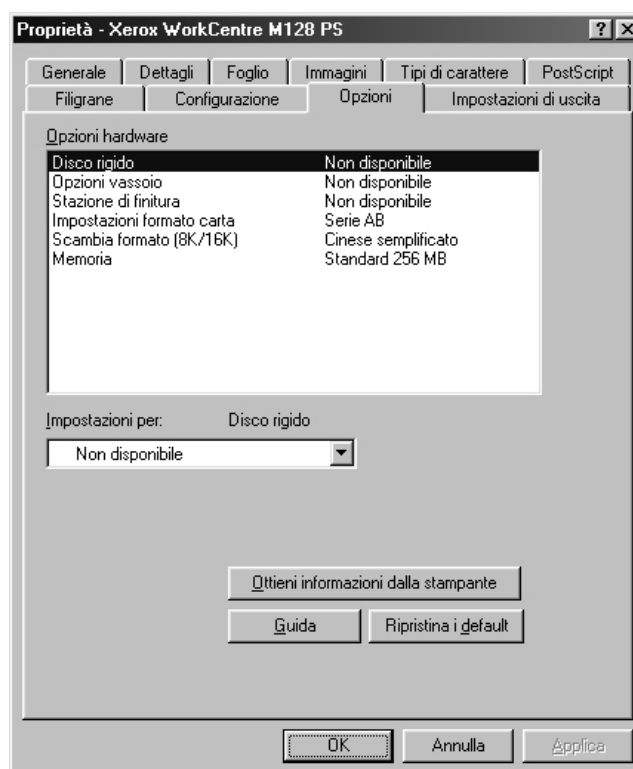 Proprietà - Xerox WorkCentre M128 PS
Generale Dettagli Foglio Immagini Tipi di carattere PostScript
Filigrane Configurazione Opzioni Impostazioni di uscita
Opzioni hardware
Disco rigido Non disponibile
Opzioni vassoio Non disponibile
Stazione di finitura Non disponibile
Impostazioni formato carta Serie AB
Scambia formato (8K/16K) Cinese semplificato
Memoria Standard 256 MB
Impostazioni per: Disco rigido
Non disponibile
Ottieni informazioni dalla stampante
Guida Ripristina i default
OK Annulla Applica